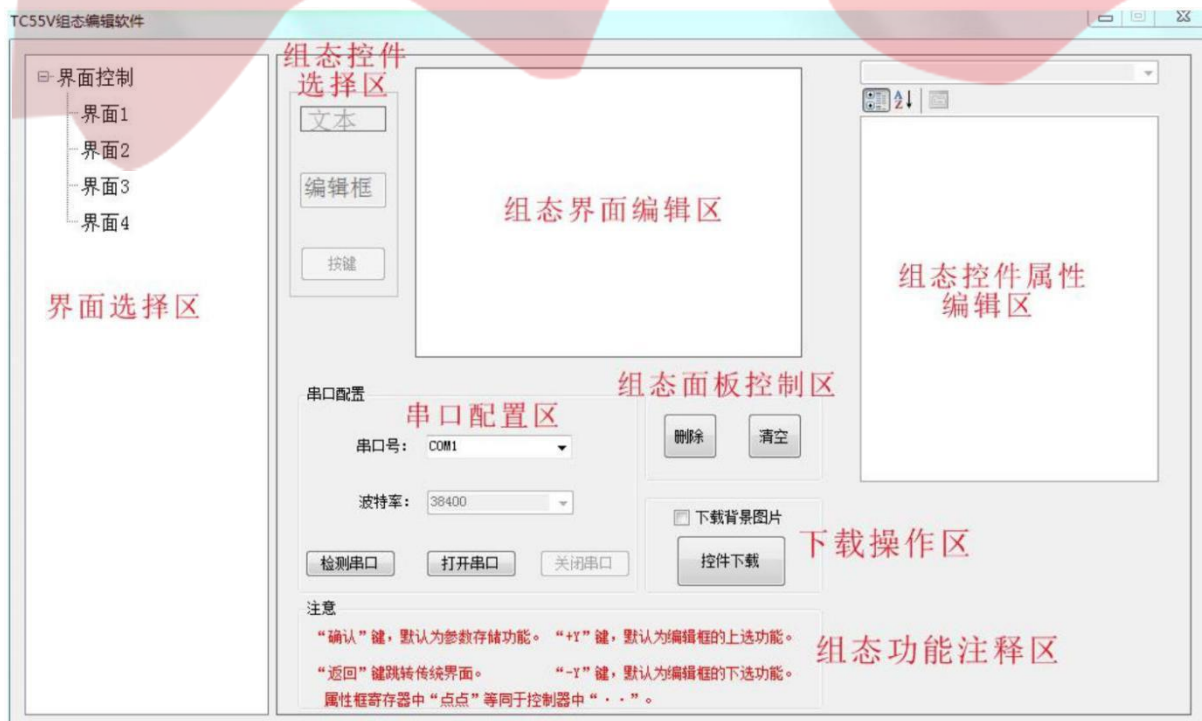 TC55V组态编辑软件
界面控制
界面1
界面2
界面3
界面4
界面选择区
组态控件
选择区
文本
编辑框
按键
组态界面编辑区
组态控件属性
编辑区
串口配置
串口配置区
串口号:
COM1
波特率:
38400
检测串口
打开串口
关闭串口
组态面板控制区
删除
清空
下载背景图片
控件下载
下载操作区
注意
“确认”键，默认为参数存储功能。 “+Y”键，默认为编辑框的上选功能。
“返回”键跳转传统界面。 “-Y”键，默认为编辑框的下选功能。
属性框寄存器中“点点”等同于控制器中“··”。
组态功能注释区